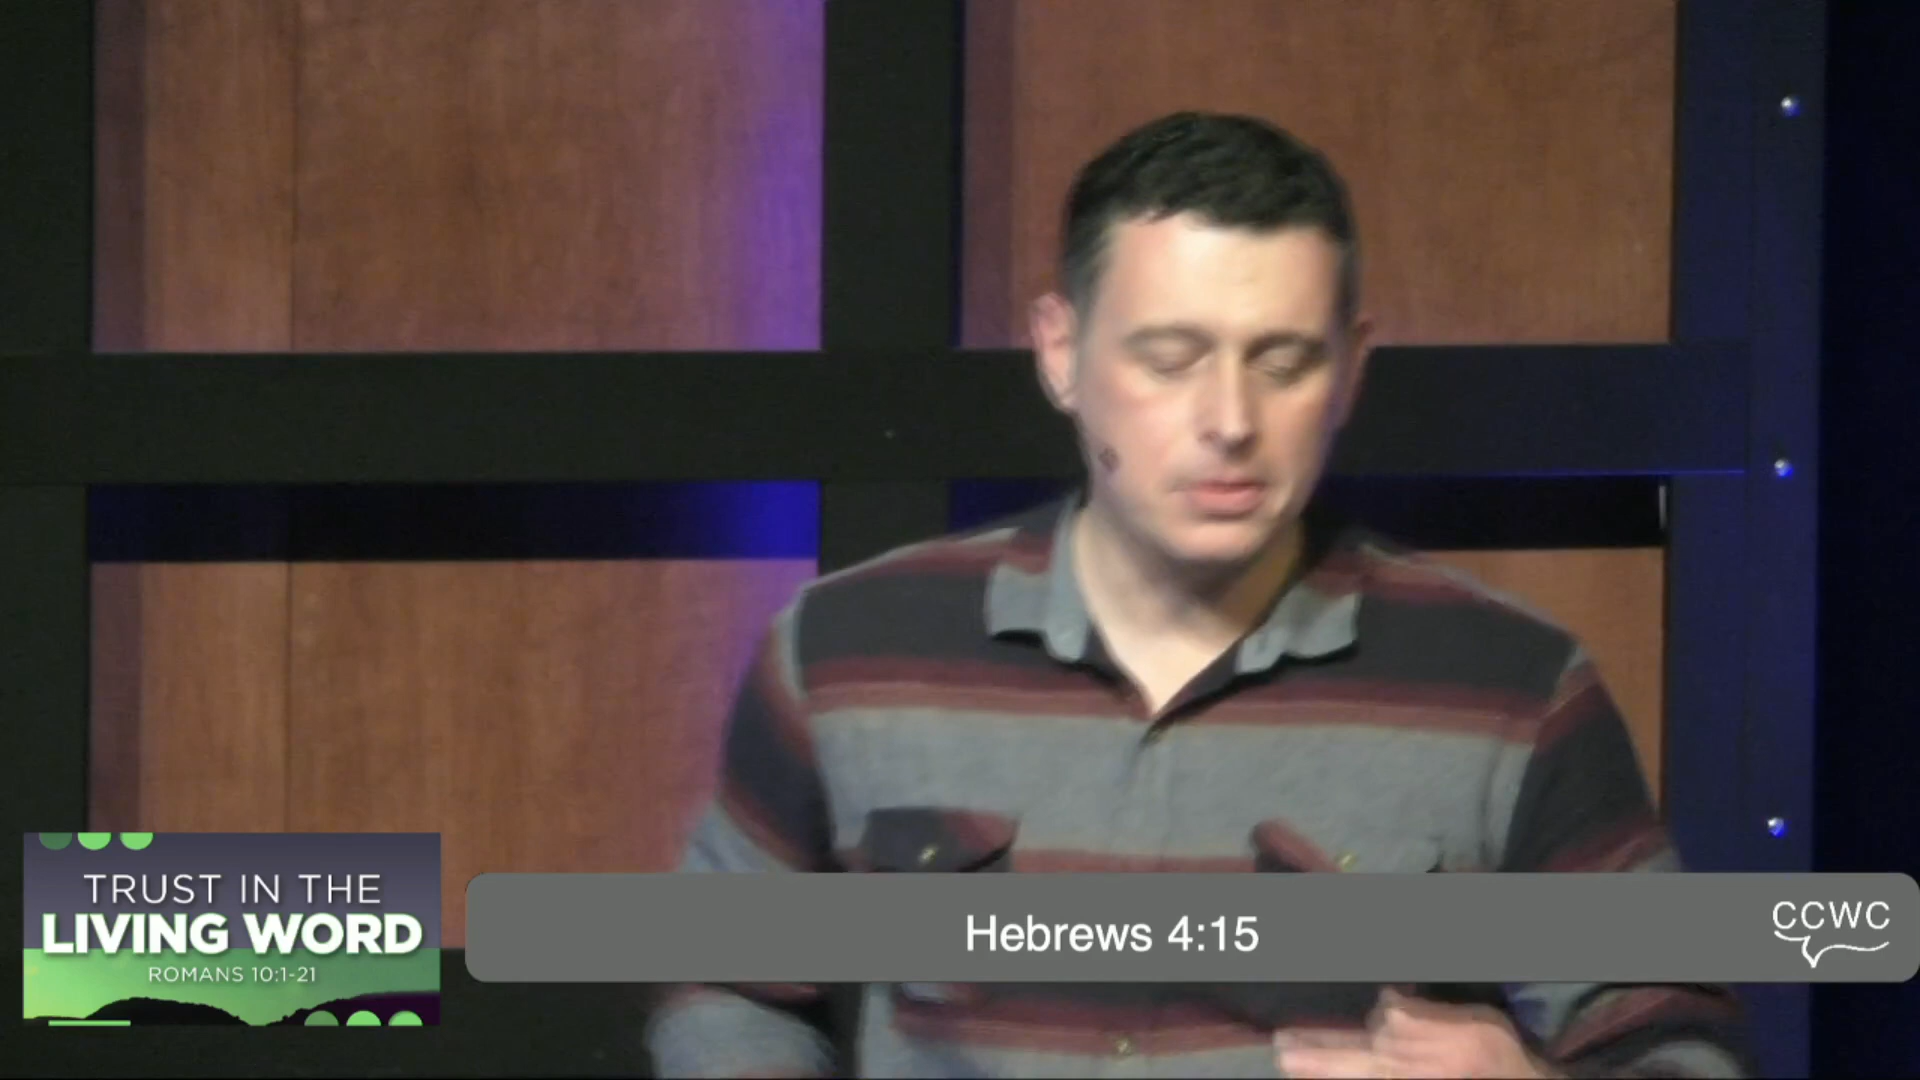 TRUST IN THE
LIVING WORD
ROMANS 10:1-21
Hebrews 4:15
CCWC